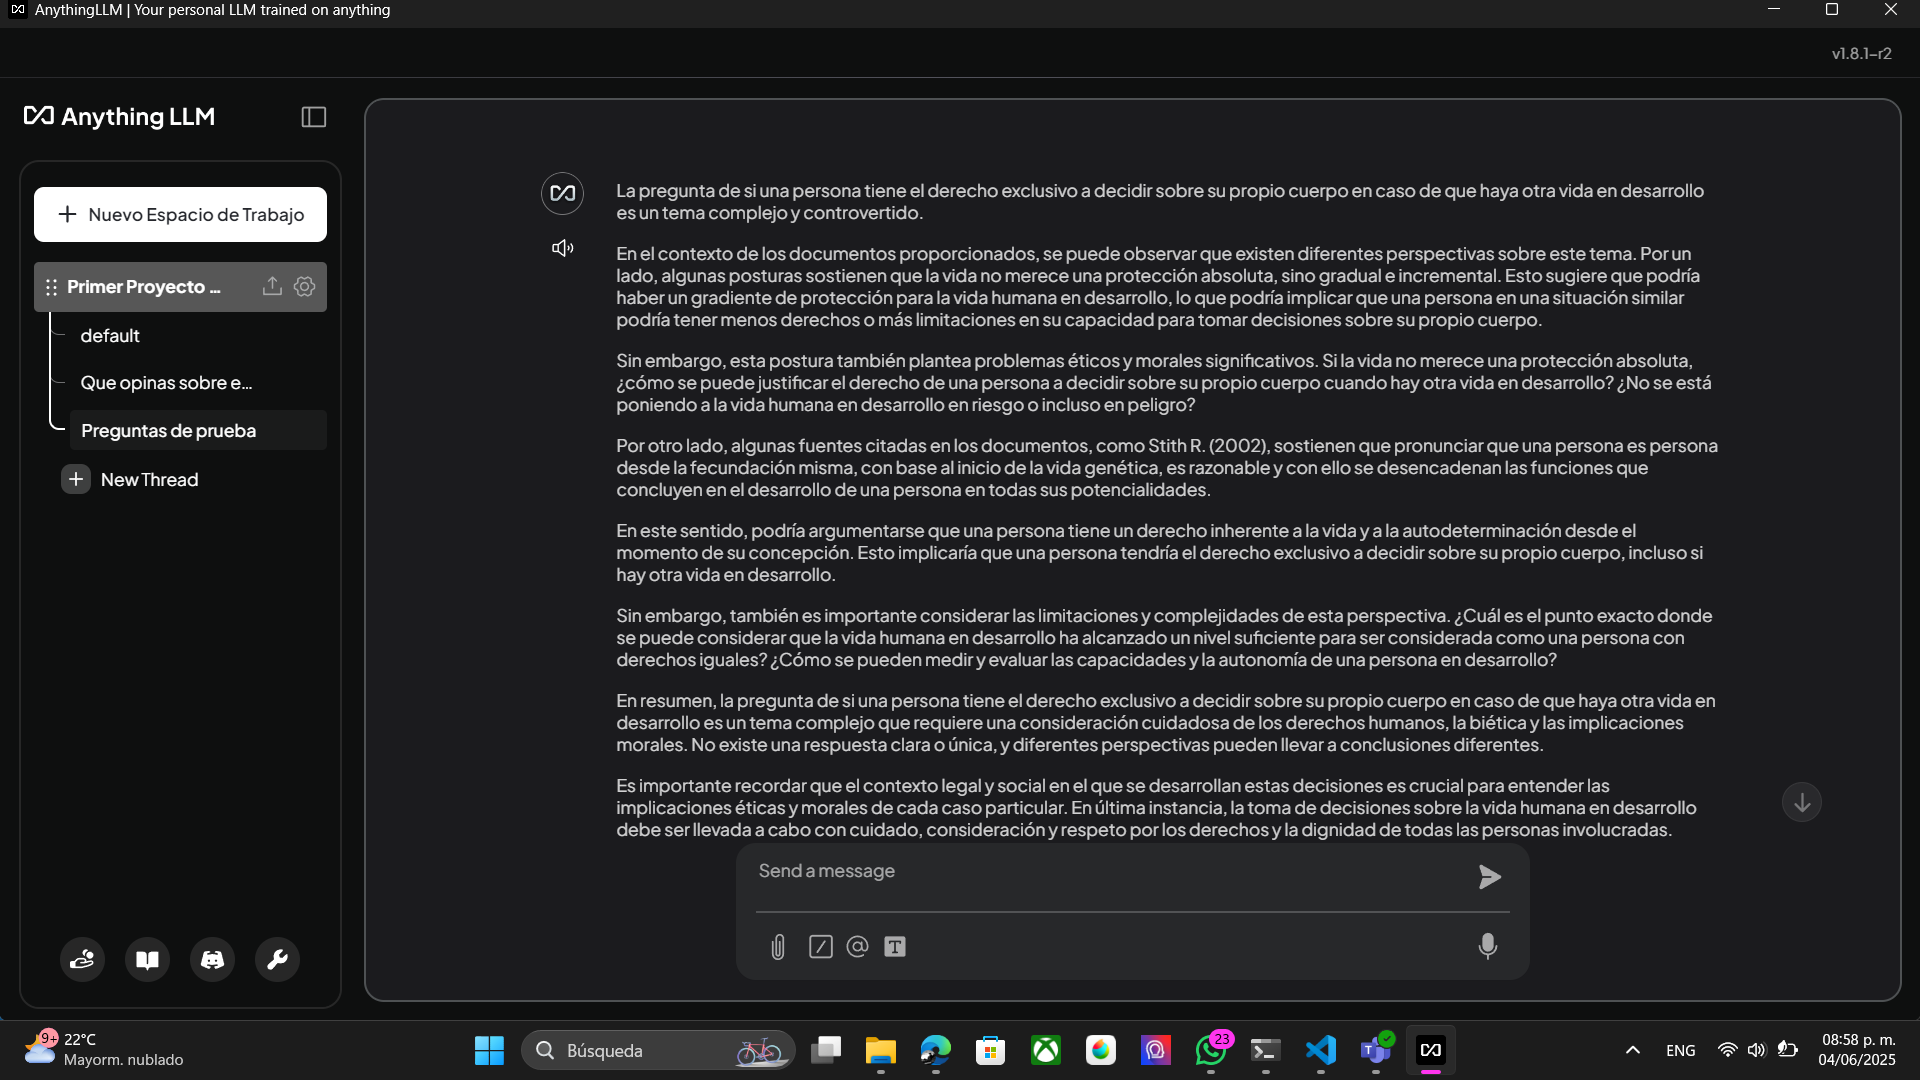 AnythingLLM | Your personal LLM trained on anything
v1.8.1-r2
Anything LLM
Nuevo Espacio de Trabajo
Primer Proyecto ...
default
Que opinas sobre e...
Preguntas de prueba
New Thread
La pregunta de si una persona tiene el derecho exclusivo a decidir sobre su propio cuerpo en caso de que haya otra vida en desarrollo
es un tema complejo y controvertido.
En el contexto de los documentos proporcionados, se puede observar que existen diferentes perspectivas sobre este tema. Por un
lado, algunas posturas sostienen que la vida no merece una protección absoluta, sino gradual e incremental. Esto sugiere que podría
haber un gradiente de protección para la vida humana en desarrollo, lo que podría implicar que una persona en una situación similar
podría tener menos derechos o más limitaciones en su capacidad para tomar decisiones sobre su propio cuerpo.
Sin embargo, esta postura también plantea problemas éticos y morales significativos. Si la vida no merece una protección absoluta,
¿cómo se puede justificar el derecho de una persona a decidir sobre su propio cuerpo cuando hay otra vida en desarrollo? ¿No se está
poniendo a la vida humana en desarrollo en riesgo o incluso en peligro?
Por otro lado, algunas fuentes citadas en los documentos, como Stith R. (2002), sostienen que pronunciar que una persona es persona
desde la fecundación misma, con base al inicio de la vida genética, es razonable y con ello se desencadenan las funciones que
concluyen en el desarrollo de una persona en todas sus potencialidades.
En este sentido, podría argumentarse que una persona tiene un derecho inherente a la vida y a la autodeterminación desde el
momento de su concepción. Esto implicaría que una persona tendría el derecho exclusivo a decidir sobre su propio cuerpo, incluso si
hay otra vida en desarrollo.
Sin embargo, también es importante considerar las limitaciones y complejidades de esta perspectiva. ¿Cuál es el punto exacto donde
se puede considerar que la vida humana en desarrollo ha alcanzado un nivel suficiente para ser considerada como una persona con
derechos iguales? ¿Cómo se pueden medir y evaluar las capacidades y la autonomía de una persona en desarrollo?
En resumen, la pregunta de si una persona tiene el derecho exclusivo a decidir sobre su propio cuerpo en caso de que haya otra vida en
desarrollo es un tema complejo que requiere una consideración cuidadosa de los derechos humanos, la biética y las implicaciones
morales. No existe una respuesta clara o única, y diferentes perspectivas pueden llevar a conclusiones diferentes.
Es importante recordar que el contexto legal y social en el que se desarrollan estas decisiones es crucial para entender las
implicaciones éticas y morales de cada caso particular. En última instancia, la toma de decisiones sobre la vida humana en desarrollo
debe ser llevada a cabo con cuidado, consideración y respeto por los derechos y la dignidad de todas las personas involucradas.
Send a message
9+
22°C
Mayorm. nublado
Búsqueda
23
ENG
08:58 p. m.
04/06/2025